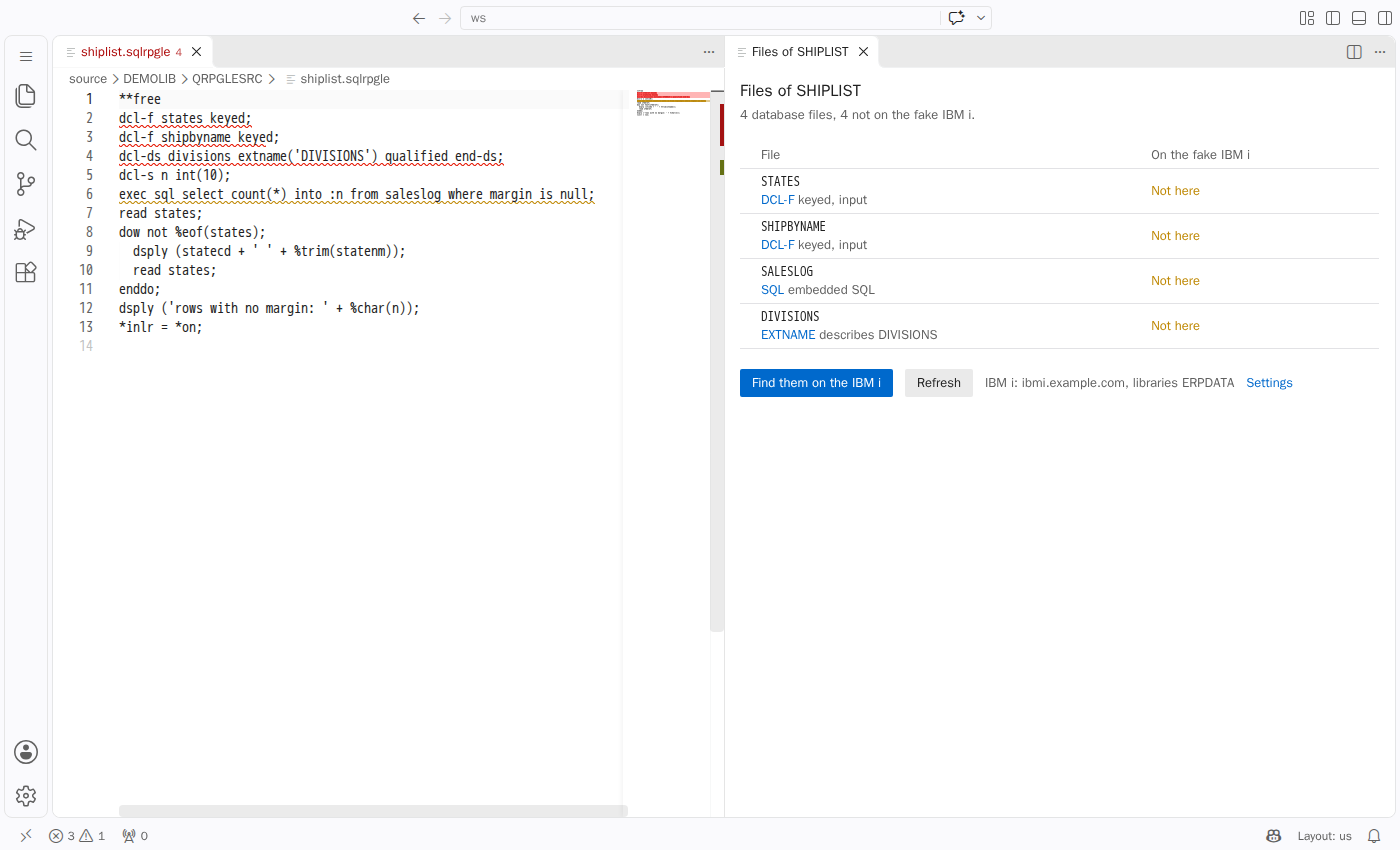 ws
shiplist.sqlrpgle 4
source DEMOLIB QRPGLESRC shiplist.sqlrpgle
1 **free
2 dcl-f states keyed;
3 dcl-f shipbyname keyed;
4 dcl-ds divisions extname('DIVISIONS') qualified end-ds;
5 dcl-s n int(10);
6 exec sql select count(*) into :n from saleslog where margin is null;
7 read states;
8 dow not %eof(states);
9 dsply (statecd + ' ' + %trim(statenm));
10 read states;
11 enddo;
12 dsply ('rows with no margin: ' + %char(n));
13 *inlr = *on;
14
Files of SHIPLIST
Files of SHIPLIST
4 database files, 4 not on the fake IBM i.
File On the fake IBM i
STATES
DCL-F keyed, input Not here
SHIPBYNAME
DCL-F keyed, input Not here
SALESLOG
SQL embedded SQL Not here
DIVISIONS
EXTNAME describes DIVISIONS Not here
Find them on the IBM i Refresh IBM i: ibmi.example.com, libraries ERPDATA Settings
3 1 0 Layout: us